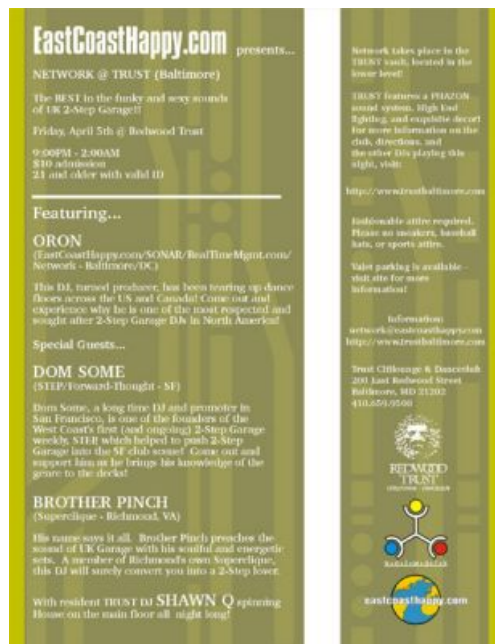 EastCoastHappy.com presents...
NETWORK @ TRUST (Baltimore)
The BEST in the funky and sexy sounds
of UK 2-Step Garage!!
Friday, April 5th @ Redwood Trust
9:00PM - 2:00AM
$10 admission
21 and older with valid ID
Featuring...
ORON
(EastCoastHappy.com/SONAR/RealTimeMgmt.com/
Network - Baltimore/DC)
This DJ, turned producer, has been tearing up dance
floors across the US and Canada! Come out and
experience why he is one of the most respected and
sought after 2-Step Garage DJs in North America!
Special Guests...
DOM SOME
(STEP/Forward-Thought - SF)
Dom Some, a long time DJ and promoter in
San Francisco, is one of the founders of the
West Coast's first (and ongoing) 2-Step Garage
weekly, STEP, which helped to push 2-Step
Garage into the SF club scene! Come out and
support him as he brings his knowledge of the
genre to the decks!
BROTHER PINCH
(Superclique - Richmond, VA)
His name says it all. Brother Pinch preaches the
sound of UK Garage with his soulful and energetic
sets. A member of Richmond's own Superclique,
this DJ will surely convert you into a 2-Step lover.
With resident TRUST DJ SHAWN Q spinning
House on the main floor all night long!
Network takes place in the
TRUST vault, located in the
lower level!
TRUST features a PHAZON
sound system, High End
lighting, and exquisite decor!
For more information on the
club, directions, and
the other DJs playing this
night, visit:
http://www.trustbaltimore.com
Fashionable attire required.
Please no sneakers, baseball
hats, or sports attire.
Valet parking is available -
visit site for more
information!
Information:
network@eastcoasthappy.com
http://www.trustbaltimore.com
Trust Clublounge & Danceclub
200 East Redwood Street
Baltimore, MD 21202
410.659.9500
REDWOOD
TRUST
eastcoasthappy.com